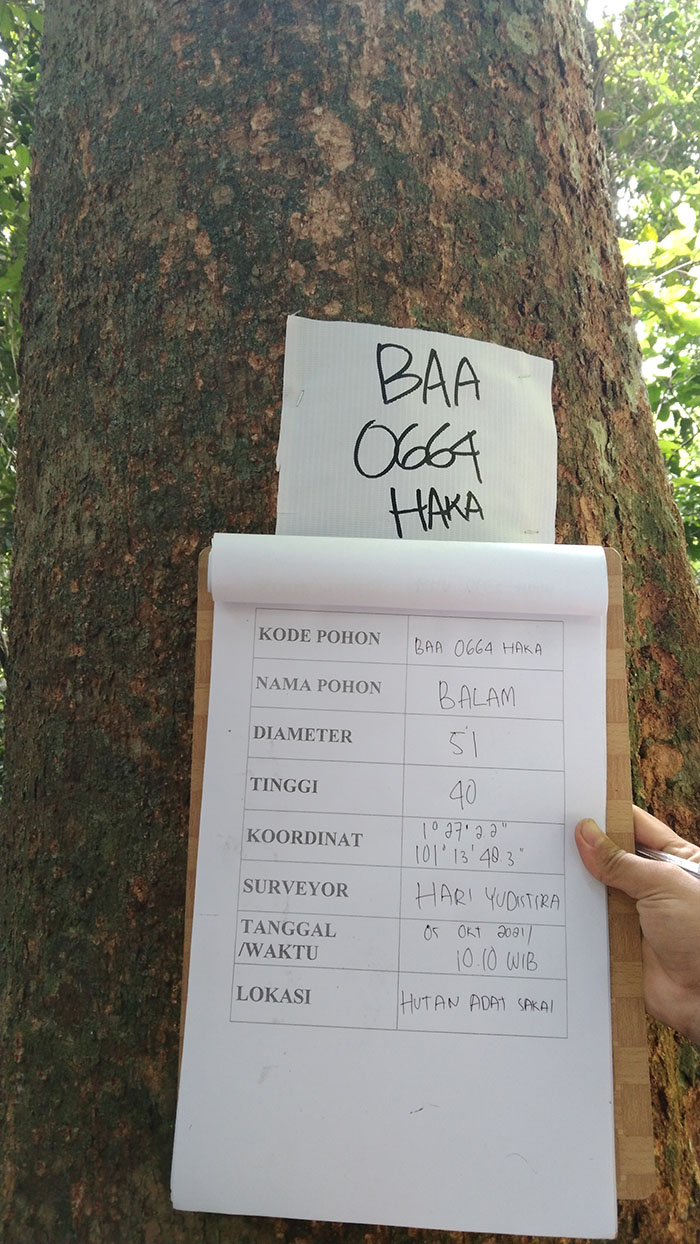 BAA
0664
HAKA
KODE POHON BAA 0664 HAKA
NAMA POHON BALAM
DIAMETER 51
TINGGI 40
KOORDINAT 1° 27' 22"
101° 13' 48.3"
SURVEYOR HARI YUDISTIRA
TANGGAL 05 OKT 2021/
/WAKTU 10.10 WIB
LOKASI HUTAN ADAT SAKAI